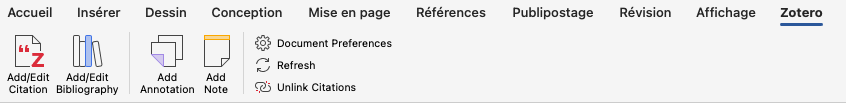 Accueil Insérer Dessin Conception Mise en page Références Publipostage Révision Affichage Zotero
Add/Edit Citation
Add/Edit Bibliography
Add Annotation
Add Note
Document Preferences
Refresh
Unlink Citations